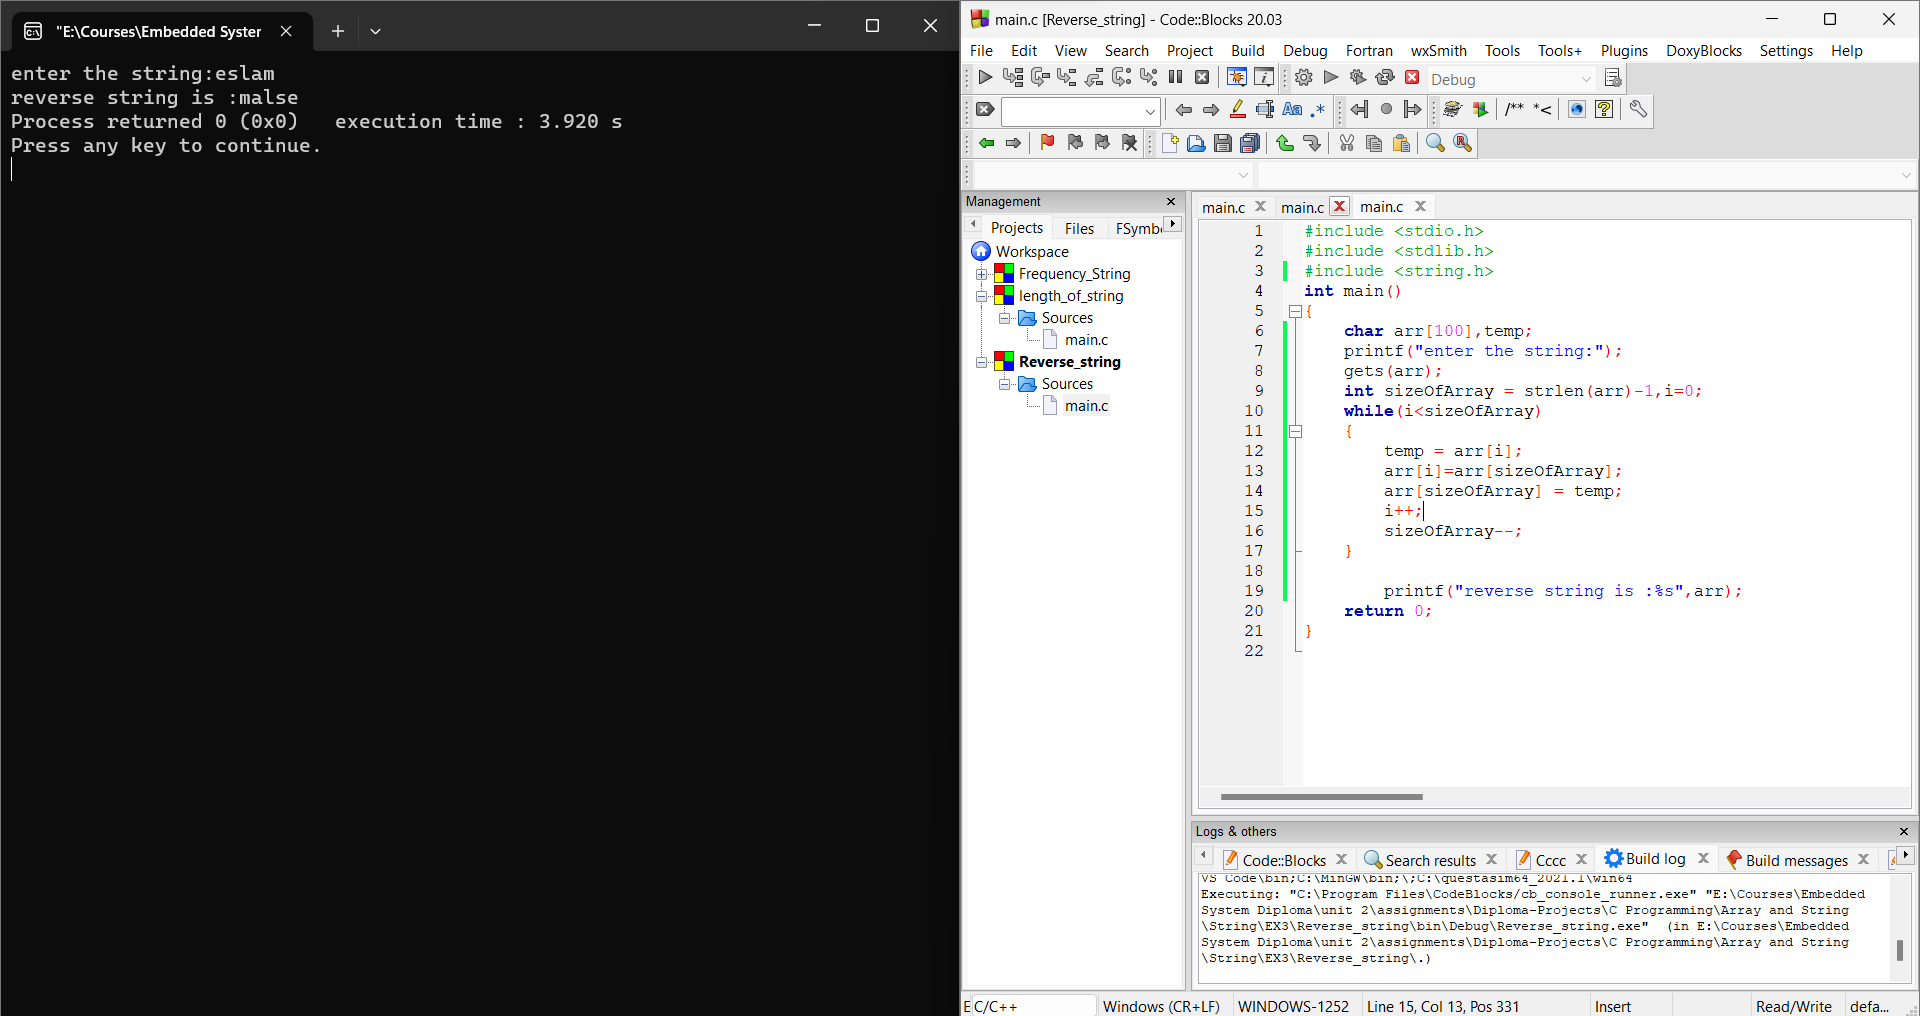 "E:\Courses\Embedded Syster
enter the string:eslam
reverse string is :malse
Process returned 0 (0x0)   execution time : 3.920 s
Press any key to continue.
main.c [Reverse_string] - Code::Blocks 20.03
File Edit View Search Project Build Debug Fortran wxSmith Tools Tools+ Plugins DoxyBlocks Settings Help
Debug
/** *<
Management
Projects Files FSymb
Workspace
Frequency_String
length_of_string
Sources
main.c
Reverse_string
Sources
main.c
main.c main.c main.c
1 #include <stdio.h>
2 #include <stdlib.h>
3 #include <string.h>
4 int main()
5 {
6 char arr[100],temp;
7 printf("enter the string:");
8 gets(arr);
9 int sizeOfArray = strlen(arr)-1,i=0;
10 while(i<sizeOfArray)
11 {
12 temp = arr[i];
13 arr[i]=arr[sizeOfArray];
14 arr[sizeOfArray] = temp;
15 i++;
16 sizeOfArray--;
17 }
18
19 printf("reverse string is :%s",arr);
20 return 0;
21 }
22
Logs & others
Code::Blocks Search results Cccc Build log Build messages
VS Code\bin;C:\MinGW\bin;\;C:\questasim64_2021.1\win64
Executing: "C:\Program Files\CodeBlocks/cb_console_runner.exe" "E:\Courses\Embedded
System Diploma\unit 2\assignments\Diploma-Projects\C Programming\Array and String
\String\EX3\Reverse_string\bin\Debug\Reverse_string.exe"  (in E:\Courses\Embedded
System Diploma\unit 2\assignments\Diploma-Projects\C Programming\Array and String
\String\EX3\Reverse_string\.)
E C/C++ Windows (CR+LF) WINDOWS-1252 Line 15, Col 13, Pos 331 Insert Read/Write defa...